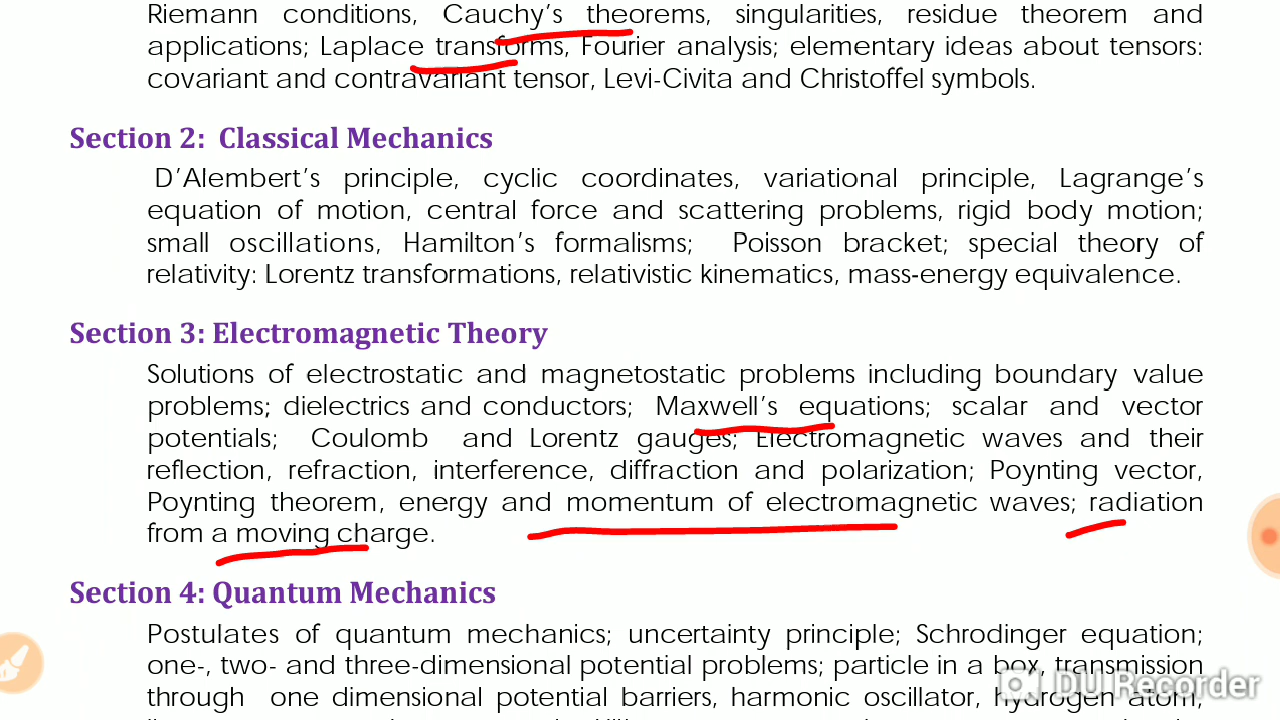 Riemann conditions, Cauchy's theorems, singularities, residue theorem and
applications; Laplace transforms, Fourier analysis; elementary ideas about tensors:
covariant and contravariant tensor, Levi-Civita and Christoffel symbols.
Section 2: Classical Mechanics
D'Alembert's principle, cyclic coordinates, variational principle, Lagrange's
equation of motion, central force and scattering problems, rigid body motion;
small oscillations, Hamilton's formalisms; Poisson bracket; special theory of
relativity: Lorentz transformations, relativistic kinematics, mass-energy equivalence.
Section 3: Electromagnetic Theory
Solutions of electrostatic and magnetostatic problems including boundary value
problems; dielectrics and conductors; Maxwell's equations; scalar and vector
potentials; Coulomb and Lorentz gauges; Electromagnetic waves and their
reflection, refraction, interference, diffraction and polarization; Poynting vector,
Poynting theorem, energy and momentum of electromagnetic waves; radiation
from a moving charge.
Section 4: Quantum Mechanics
Postulates of quantum mechanics; uncertainty principle; Schrodinger equation;
one-, two- and three-dimensional potential problems; particle in a box, transmission
through one dimensional potential barriers, harmonic oscillator, hydrogen atom;
DU Recorder